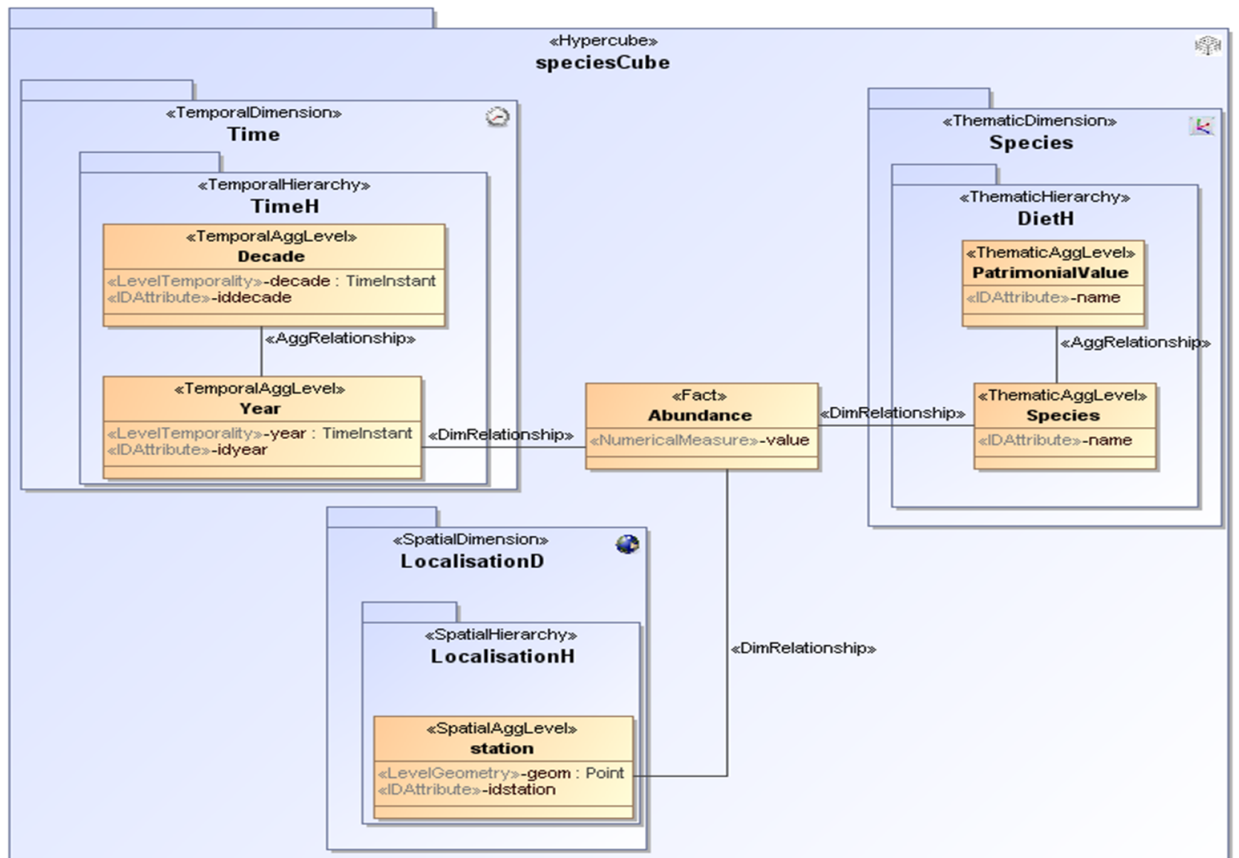 «Hypercube»
speciesCube
«TemporalDimension»
Time
«TemporalHierarchy»
TimeH
«TemporalAggLevel»
Decade
«LevelTemporality»-decade : TimeInstant
«IDAttribute»-iddecade
«AggRelationship»
«TemporalAggLevel»
Year
«LevelTemporality»-year : TimeInstant
«IDAttribute»-idyear
«DimRelationship»
«Fact»
Abundance
«NumericalMeasure»-value
«DimRelationship»
«ThematicDimension»
Species
«ThematicHierarchy»
DietH
«ThematicAggLevel»
PatrimonialValue
«IDAttribute»-name
«AggRelationship»
«ThematicAggLevel»
Species
«IDAttribute»-name
«SpatialDimension»
LocalisationD
«SpatialHierarchy»
LocalisationH
«SpatialAggLevel»
station
«LevelGeometry»-geom : Point
«IDAttribute»-idstation
«DimRelationship»